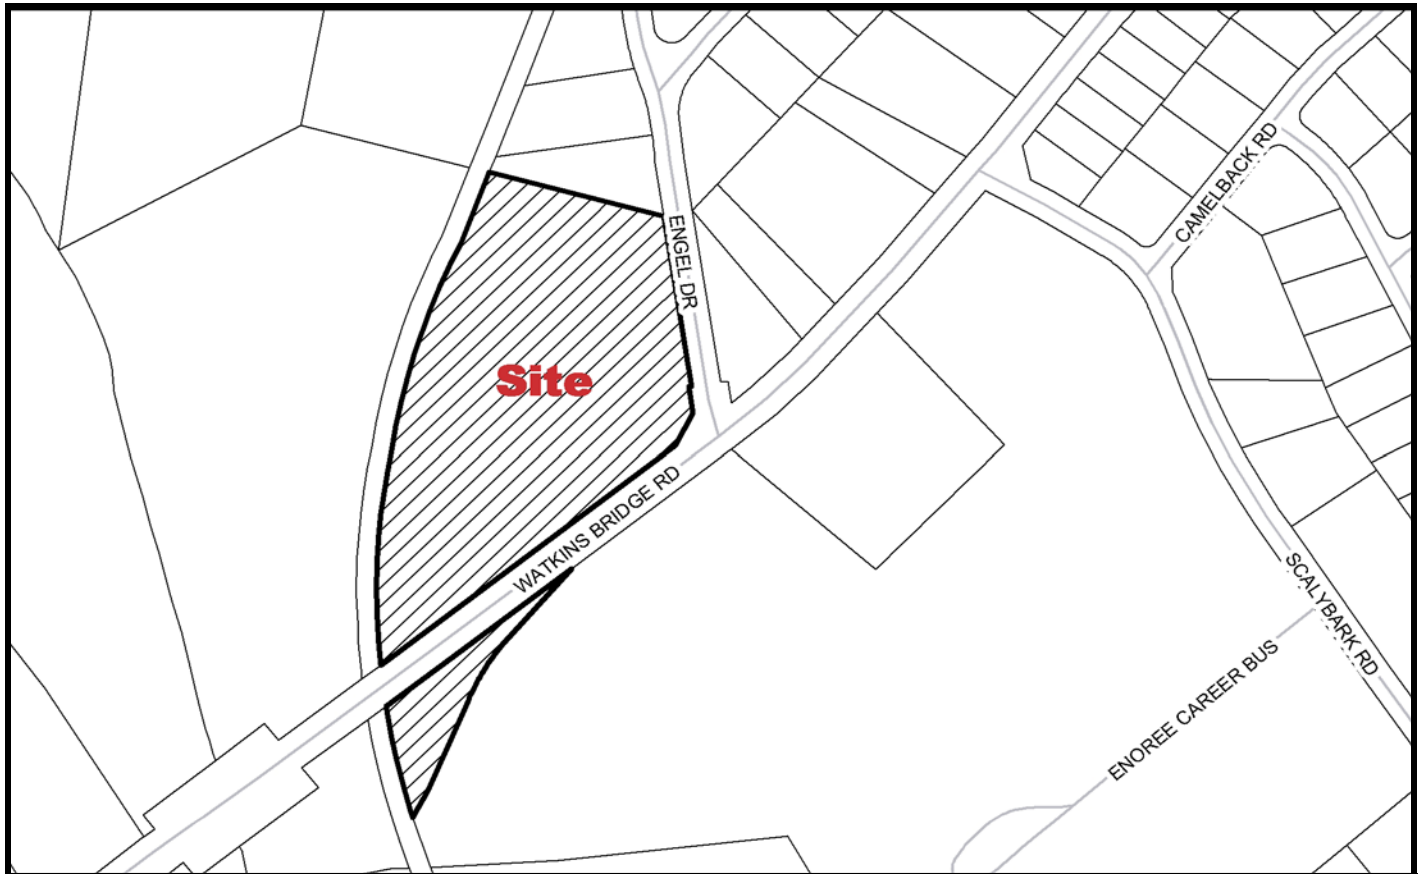 CAMELBACK RD
ENGEL DR
Site
WATKINS BRIDGE RD
SCALYBARK RD
ENOREE CAREER BUS